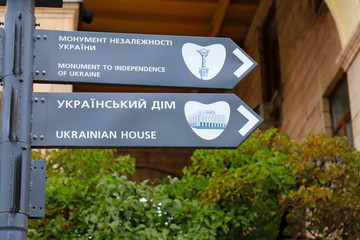 МОНУМЕНТ НЕЗАЛЕЖНОСТІ
УКРАЇНИ
MONUMENT TO INDEPENDENCE
OF UKRAINE
УКРАЇНСЬКИЙ ДІМ
UKRAINIAN HOUSE